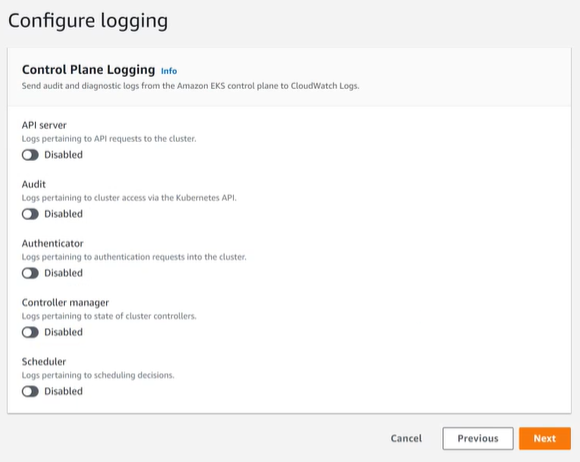 Configure logging
Control Plane Logging Info
Send audit and diagnostic logs from the Amazon EKS control plane to CloudWatch Logs.
API server
Logs pertaining to API requests to the cluster.
Disabled
Audit
Logs pertaining to cluster access via the Kubernetes API.
Disabled
Authenticator
Logs pertaining to authentication requests into the cluster.
Disabled
Controller manager
Logs pertaining to state of cluster controllers.
Disabled
Scheduler
Logs pertaining to scheduling decisions.
Disabled
Cancel Previous Next